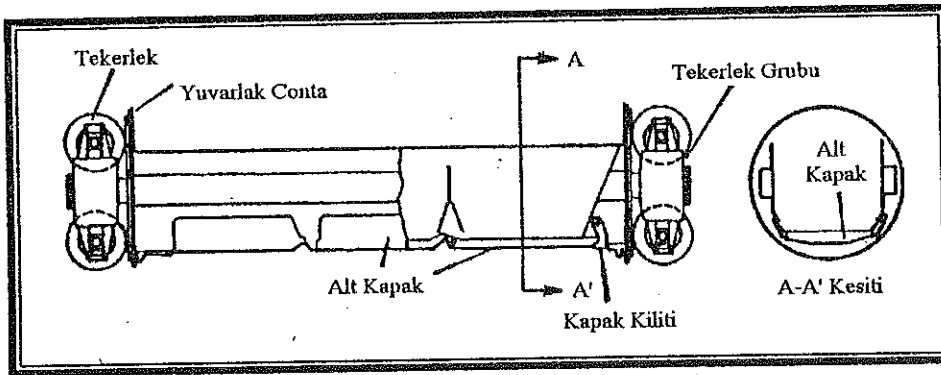 Tekerlek
Yuvarlak Conta
A
Tekerlek Grubu
Alt
Kapak
Alt Kapak
A'
Kapak Kiliti
A-A' Kesiti